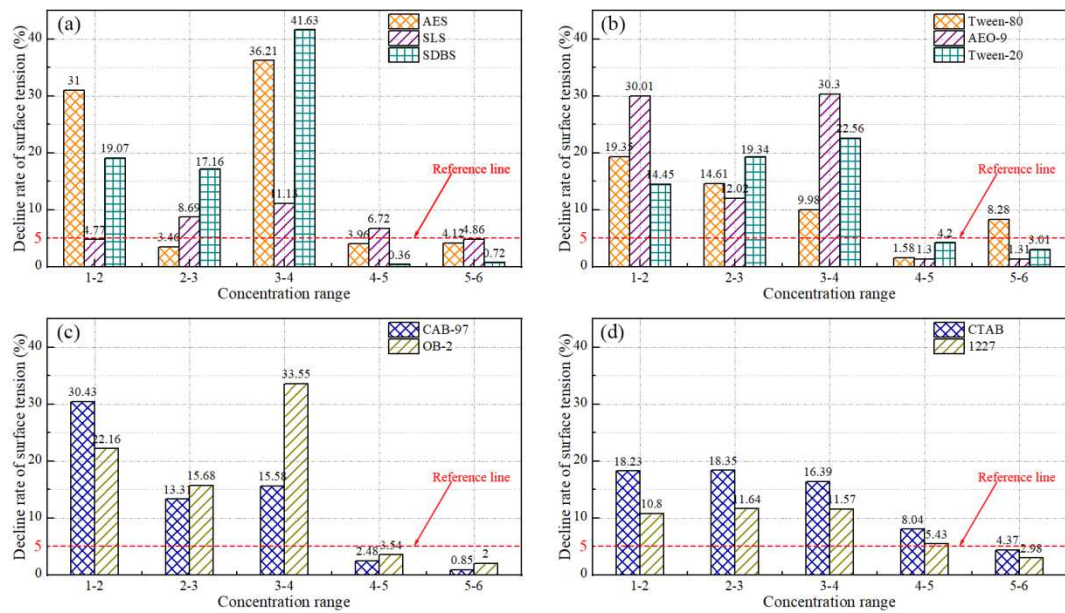 (a)
AES
SLS
SDBS
Decline rate of surface tension (%)
40
30
20
10
5
0
31
4.77
19.07
3.46
8.69
17.16
36.21
11.13
41.63
3.96
6.72
0.36
4.12
4.86
0.72
Reference line
1-2 2-3 3-4 4-5 5-6
Concentration range
(b)
Tween-80
AEO-9
Tween-20
Decline rate of surface tension (%)
40
30
20
10
5
0
19.35
30.01
14.45
14.61
12.02
19.34
9.98
30.3
22.56
1.58
1.3
4.2
8.28
1.31
3.01
Reference line
1-2 2-3 3-4 4-5 5-6
Concentration range
(c)
CAB-97
OB-2
Decline rate of surface tension (%)
40
30
20
10
5
0
30.43
22.16
13.3
15.68
15.58
33.55
2.48
3.54
0.85
2
Reference line
1-2 2-3 3-4 4-5 5-6
Concentration range
(d)
CTAB
1227
Decline rate of surface tension (%)
40
30
20
10
5
0
18.23
10.8
18.35
11.64
16.39
11.57
8.04
5.43
4.37
2.98
Reference line
1-2 2-3 3-4 4-5 5-6
Concentration range